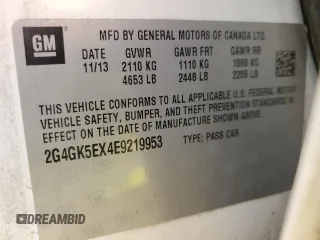 GM
MFD BY GENERAL MOTORS OF CANADA LTD.
DATE GVWR GAWR FRT GAWR RR
11/13 2110 KG 1110 KG 1000 KG
4653 LB 2448 LB 2205 LB
THIS VEHICLE CONFORMS TO ALL APPLICABLE U.S. FEDERAL MOTOR
VEHICLE SAFETY, BUMPER, AND THEFT PREVENTION STANDARDS IN
EFFECT ON THE DATE OF MANUFACTURE SHOWN ABOVE.
2G4GK5EX4E9219953 TYPE: PASS CAR
DREAMBID